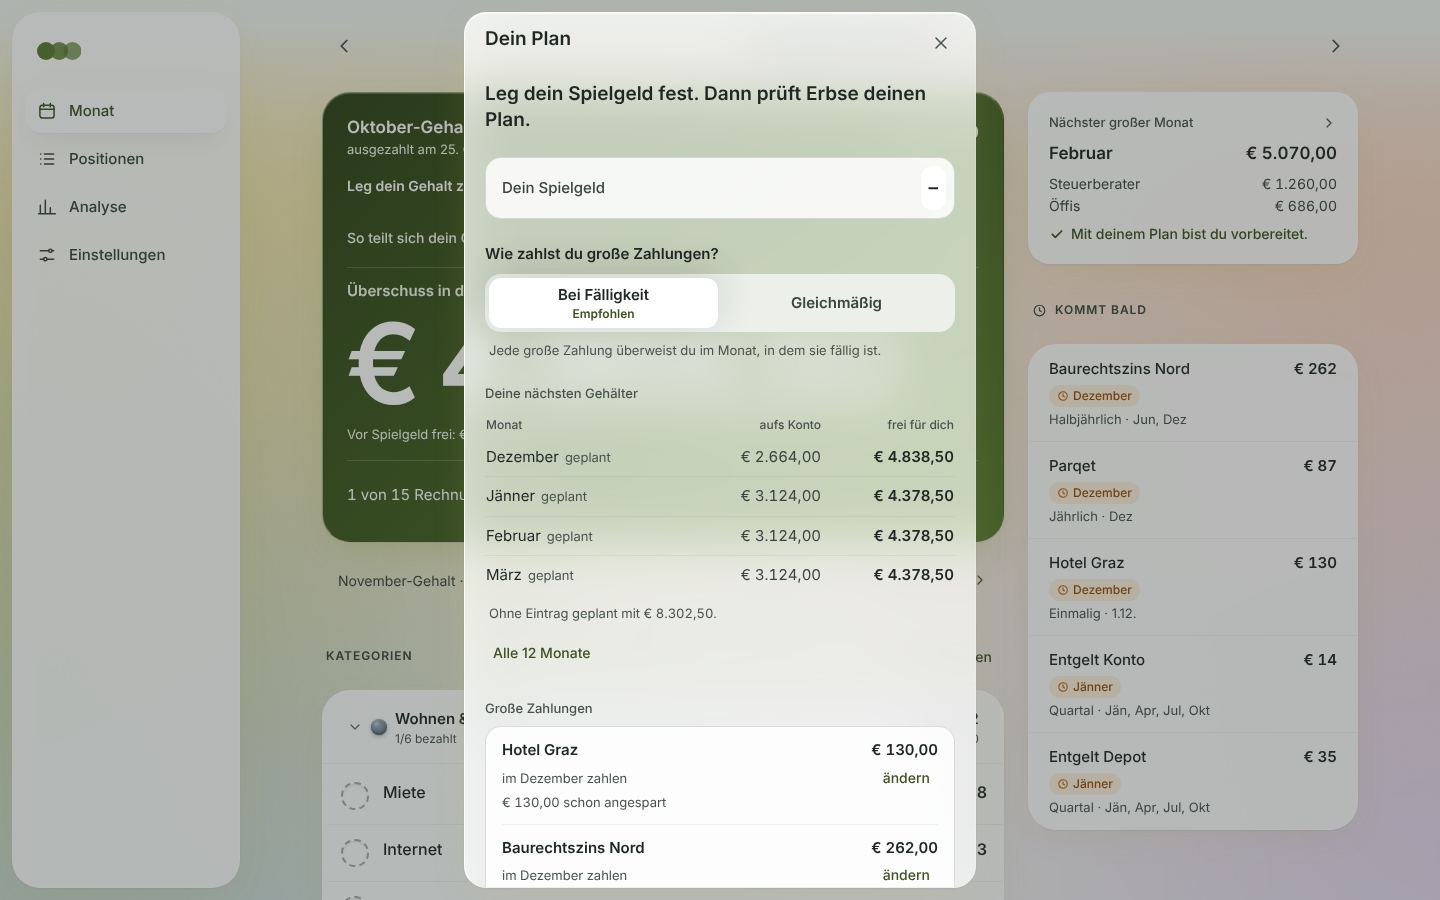 Monat
Positionen
Analyse
Einstellungen
Oktober-Geha
ausgezahlt am 25.
Leg dein Gehalt z
So teilt sich dein
Überschuss in d
€ 4
Vor Spielgeld frei: €
1 von 15 Rechnu
November-Gehalt ·
KATEGORIEN
en
Wohnen &
1/6 bezahlt
Miete
8
Internet
3
Dein Plan
Leg dein Spielgeld fest. Dann prüft Erbse deinen
Plan.
Dein Spielgeld –
Wie zahlst du große Zahlungen?
Bei Fälligkeit
Empfohlen
Gleichmäßig
Jede große Zahlung überweist du im Monat, in dem sie fällig ist.
Deine nächsten Gehälter
Monat aufs Konto frei für dich
Dezember geplant € 2.664,00 € 4.838,50
Jänner geplant € 3.124,00 € 4.378,50
Februar geplant € 3.124,00 € 4.378,50
März geplant € 3.124,00 € 4.378,50
Ohne Eintrag geplant mit € 8.302,50.
Alle 12 Monate
Große Zahlungen
Hotel Graz € 130,00
im Dezember zahlen ändern
€ 130,00 schon angespart
Baurechtszins Nord € 262,00
im Dezember zahlen ändern
Nächster großer Monat
Februar € 5.070,00
Steuerberater € 1.260,00
Öffis € 686,00
Mit deinem Plan bist du vorbereitet.
KOMMT BALD
Baurechtszins Nord € 262
Dezember
Halbjährlich · Jun, Dez
Parqet € 87
Dezember
Jährlich · Dez
Hotel Graz € 130
Dezember
Einmalig · 1.12.
Entgelt Konto € 14
Jänner
Quartal · Jän, Apr, Jul, Okt
Entgelt Depot € 35
Jänner
Quartal · Jän, Apr, Jul, Okt